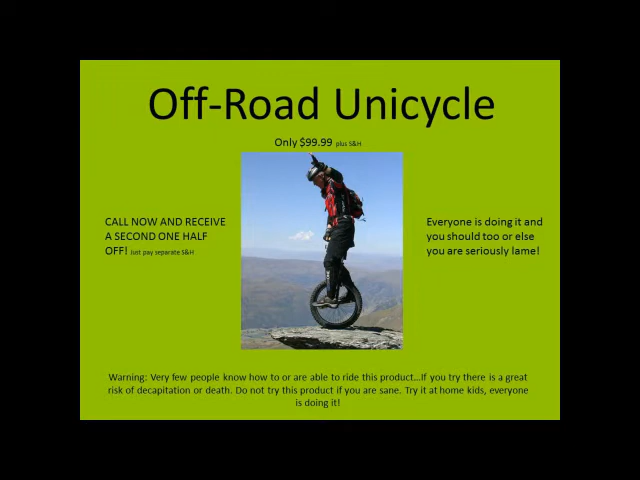 Off-Road Unicycle
Only $99.99 plus S&H
CALL NOW AND RECEIVE
A SECOND ONE HALF
OFF! Just pay separate S&H
Everyone is doing it and
you should too or else
you are seriously lame!
Warning: Very few people know how to or are able to ride this product...If you try there is a great
risk of decapitation or death. Do not try this product if you are sane. Try it at home kids, everyone
is doing it!